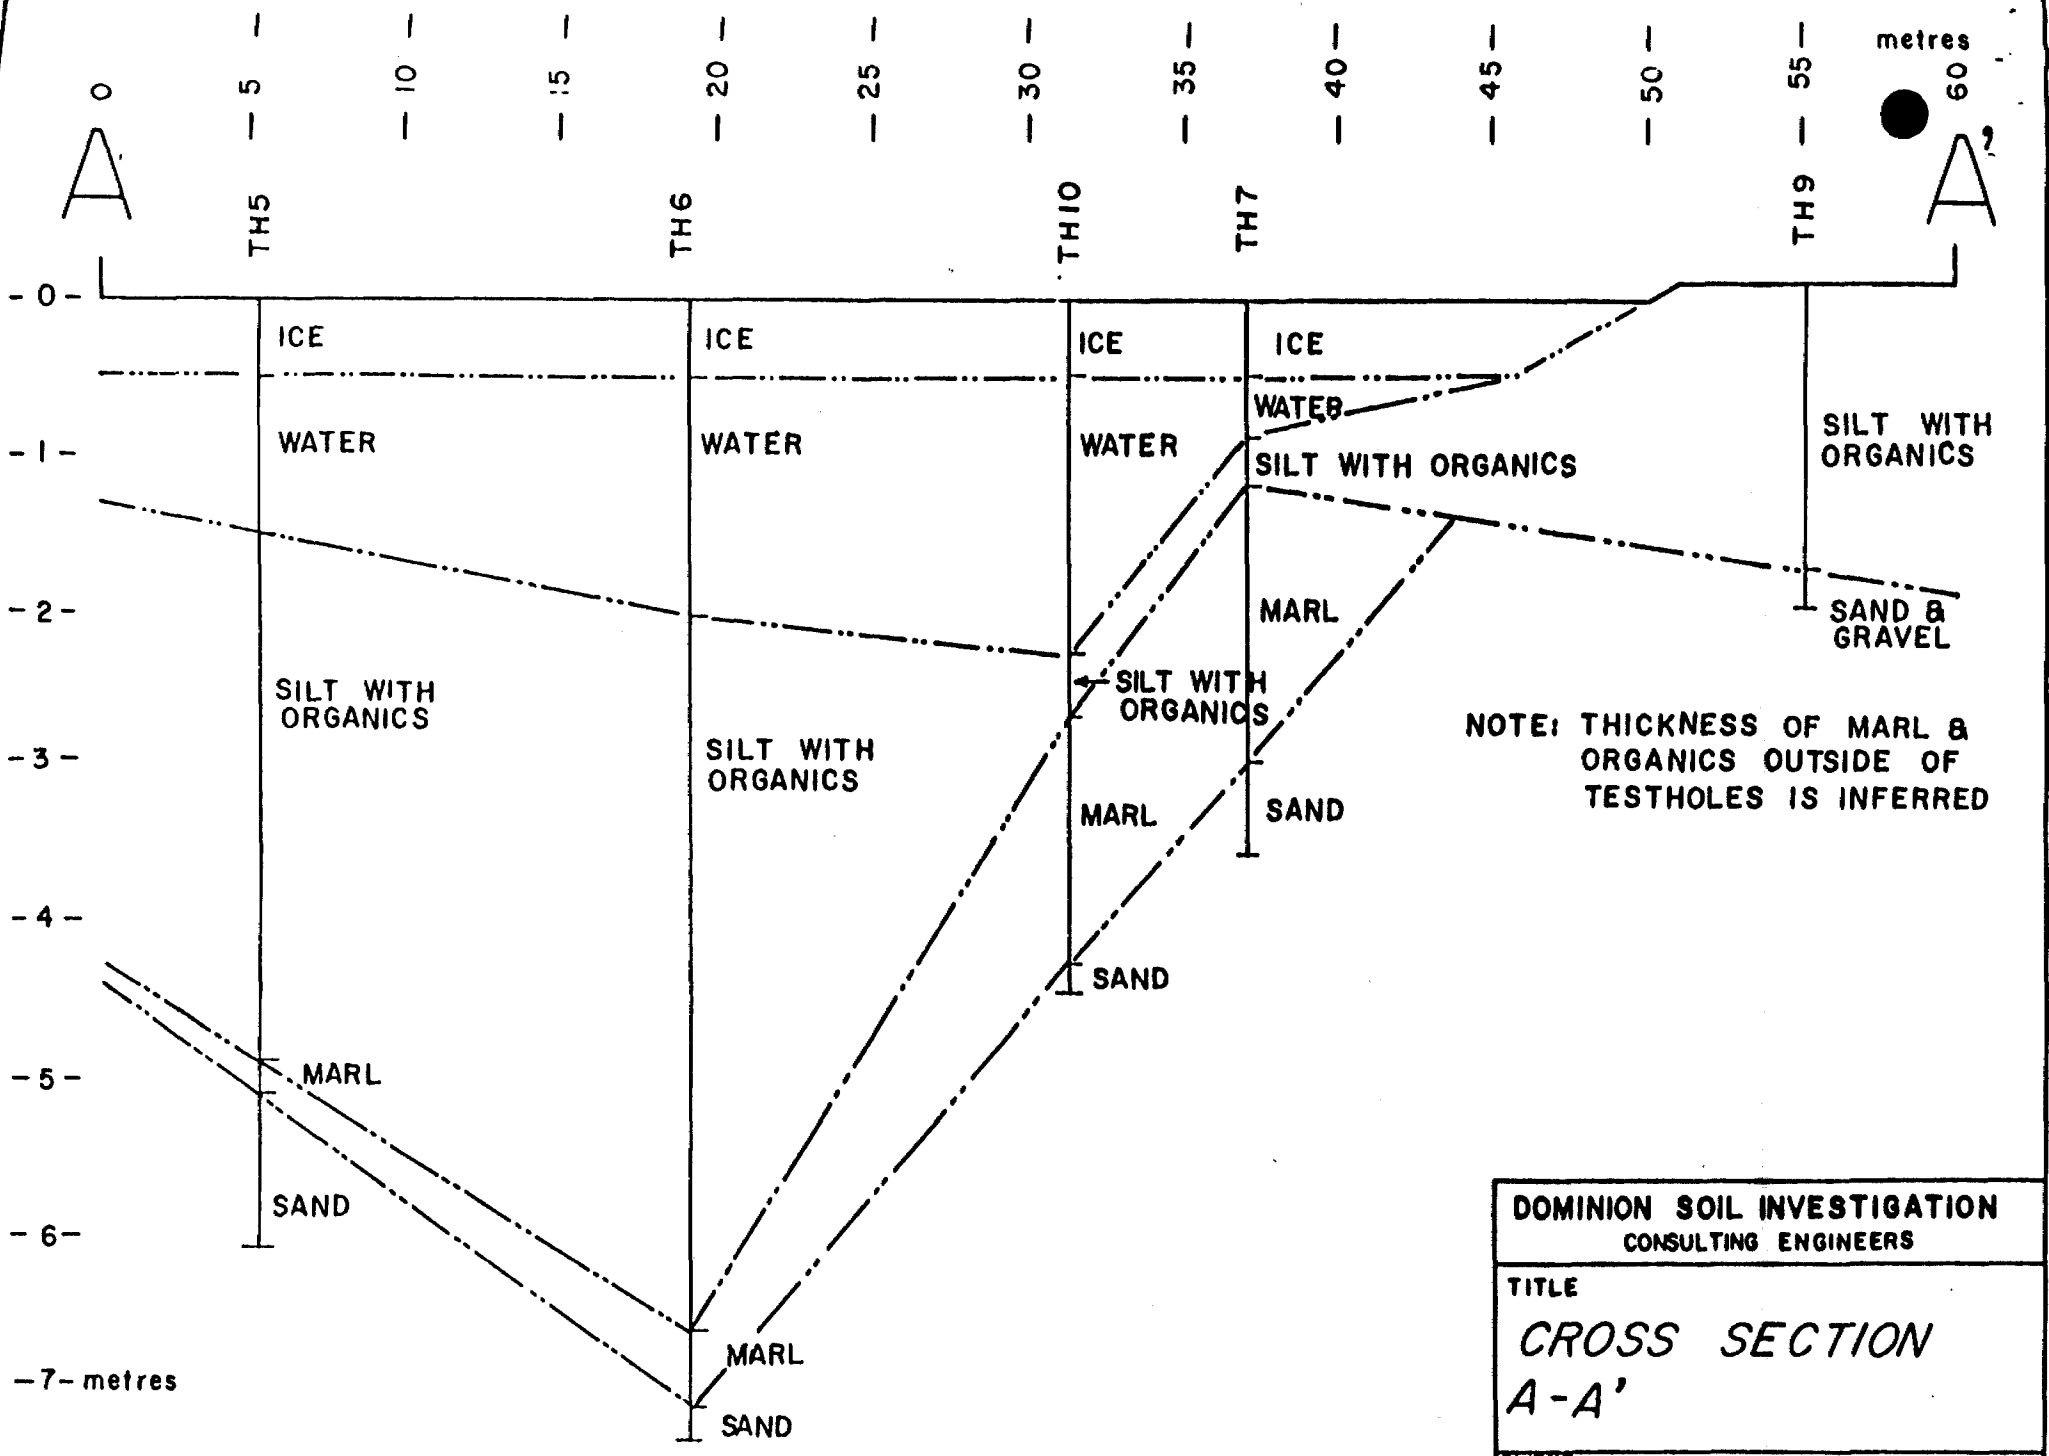 metres
0
- 5 -
- 10 -
- 15 -
- 20 -
- 25 -
- 30 -
- 35 -
- 40 -
- 45 -
- 50 -
- 55 -
60
A
A'
TH5
TH6
TH10
TH7
TH9
- 0 -
ICE
ICE
ICE
ICE
WATER
WATER
WATER
WATER
- 1 -
SILT WITH ORGANICS
SILT WITH
ORGANICS
- 2 -
MARL
SAND &
GRAVEL
SILT WITH
ORGANICS
SILT WITH
ORGANICS
SILT WITH
ORGANICS
- 3 -
NOTE: THICKNESS OF MARL &
ORGANICS OUTSIDE OF
TESTHOLES IS INFERRED
MARL
SAND
- 4 -
SAND
- 5 -
MARL
SAND
- 6 -
MARL
- 7 - metres
SAND
DOMINION SOIL INVESTIGATION
CONSULTING ENGINEERS
TITLE
CROSS SECTION
A-A'